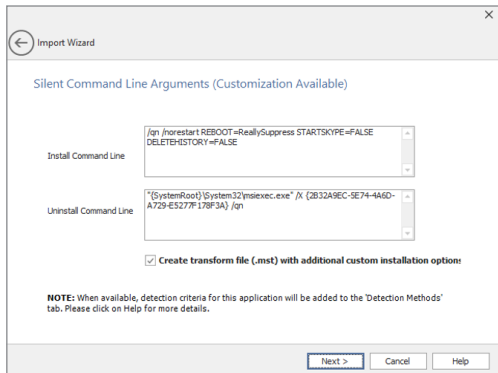 Import Wizard
Silent Command Line Arguments (Customization Available)
Install Command Line
/qn /norestart REBOOT=ReallySuppress STARTSKYPE=FALSE
DELETEHISTORY=FALSE
Uninstall Command Line
"{SystemRoot}\System32\msiexec.exe" /X {2B32A9EC-5E74-4A6D-
A729-E5277F178F3A} /qn
Create transform file (.mst) with additional custom installation options
NOTE: When available, detection criteria for this application will be added to the 'Detection Methods'
tab. Please click on Help for more details.
Next >
Cancel
Help